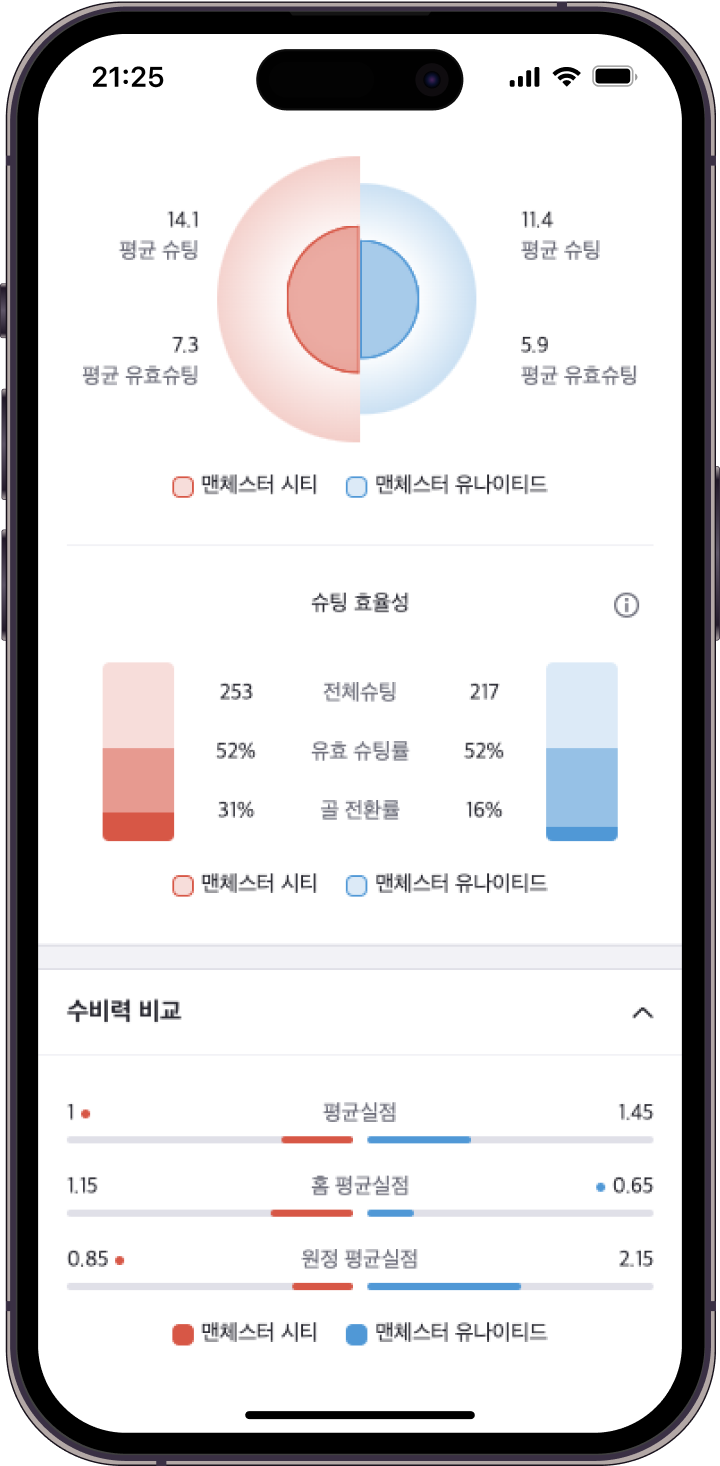 21:25
14.1
평균 슈팅
11.4
평균 슈팅
7.3
평균 유효슈팅
5.9
평균 유효슈팅
맨체스터 시티 맨체스터 유나이티드
슈팅 효율성
253 전체슈팅 217
52% 유효 슈팅률 52%
31% 골 전환률 16%
맨체스터 시티 맨체스터 유나이티드
수비력 비교
1 평균실점 1.45
1.15 홈 평균실점 0.65
0.85 원정 평균실점 2.15
맨체스터 시티 맨체스터 유나이티드